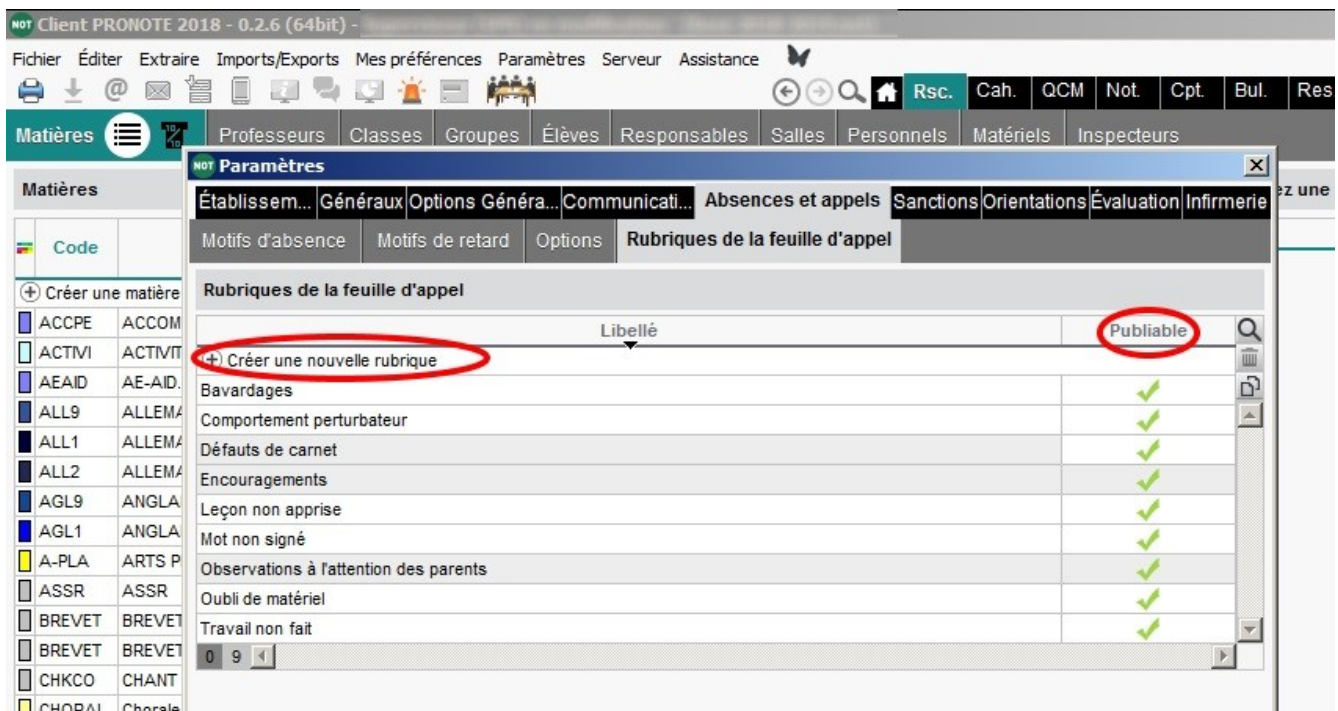 NOT Client PRONOTE 2018 - 0.2.6 (64bit) -
Fichier Éditer Extraire Imports/Exports Mes préférences Paramètres Serveur Assistance
Rsc. Cah. QCM Not. Cpt. Bul. Res
Matières Professeurs Classes Groupes Élèves Responsables Salles Personnels Matériels Inspecteurs
NOT Paramètres
Matières
ez une
Établissem... Généraux Options Généra... Communicati... Absences et appels Sanctions Orientations Évaluation Infirmerie
Motifs d'absence Motifs de retard Options Rubriques de la feuille d'appel
Code
Rubriques de la feuille d'appel
Créer une matière
Libellé Publiable
Créer une nouvelle rubrique
Bavardages
Comportement perturbateur
Défauts de carnet
Encouragements
Leçon non apprise
Mot non signé
Observations à l'attention des parents
Oubli de matériel
Travail non fait
0 9
ACCPE ACCOM
ACTIVI ACTIVIT
AEAID AE-AID.
ALL9 ALLEMA
ALL1 ALLEMA
ALL2 ALLEMA
AGL9 ANGLA
AGL1 ANGLA
A-PLA ARTS P
ASSR ASSR
BREVET BREVET
BREVET BREVET
CHKCO CHANT
CHORAL Chorale